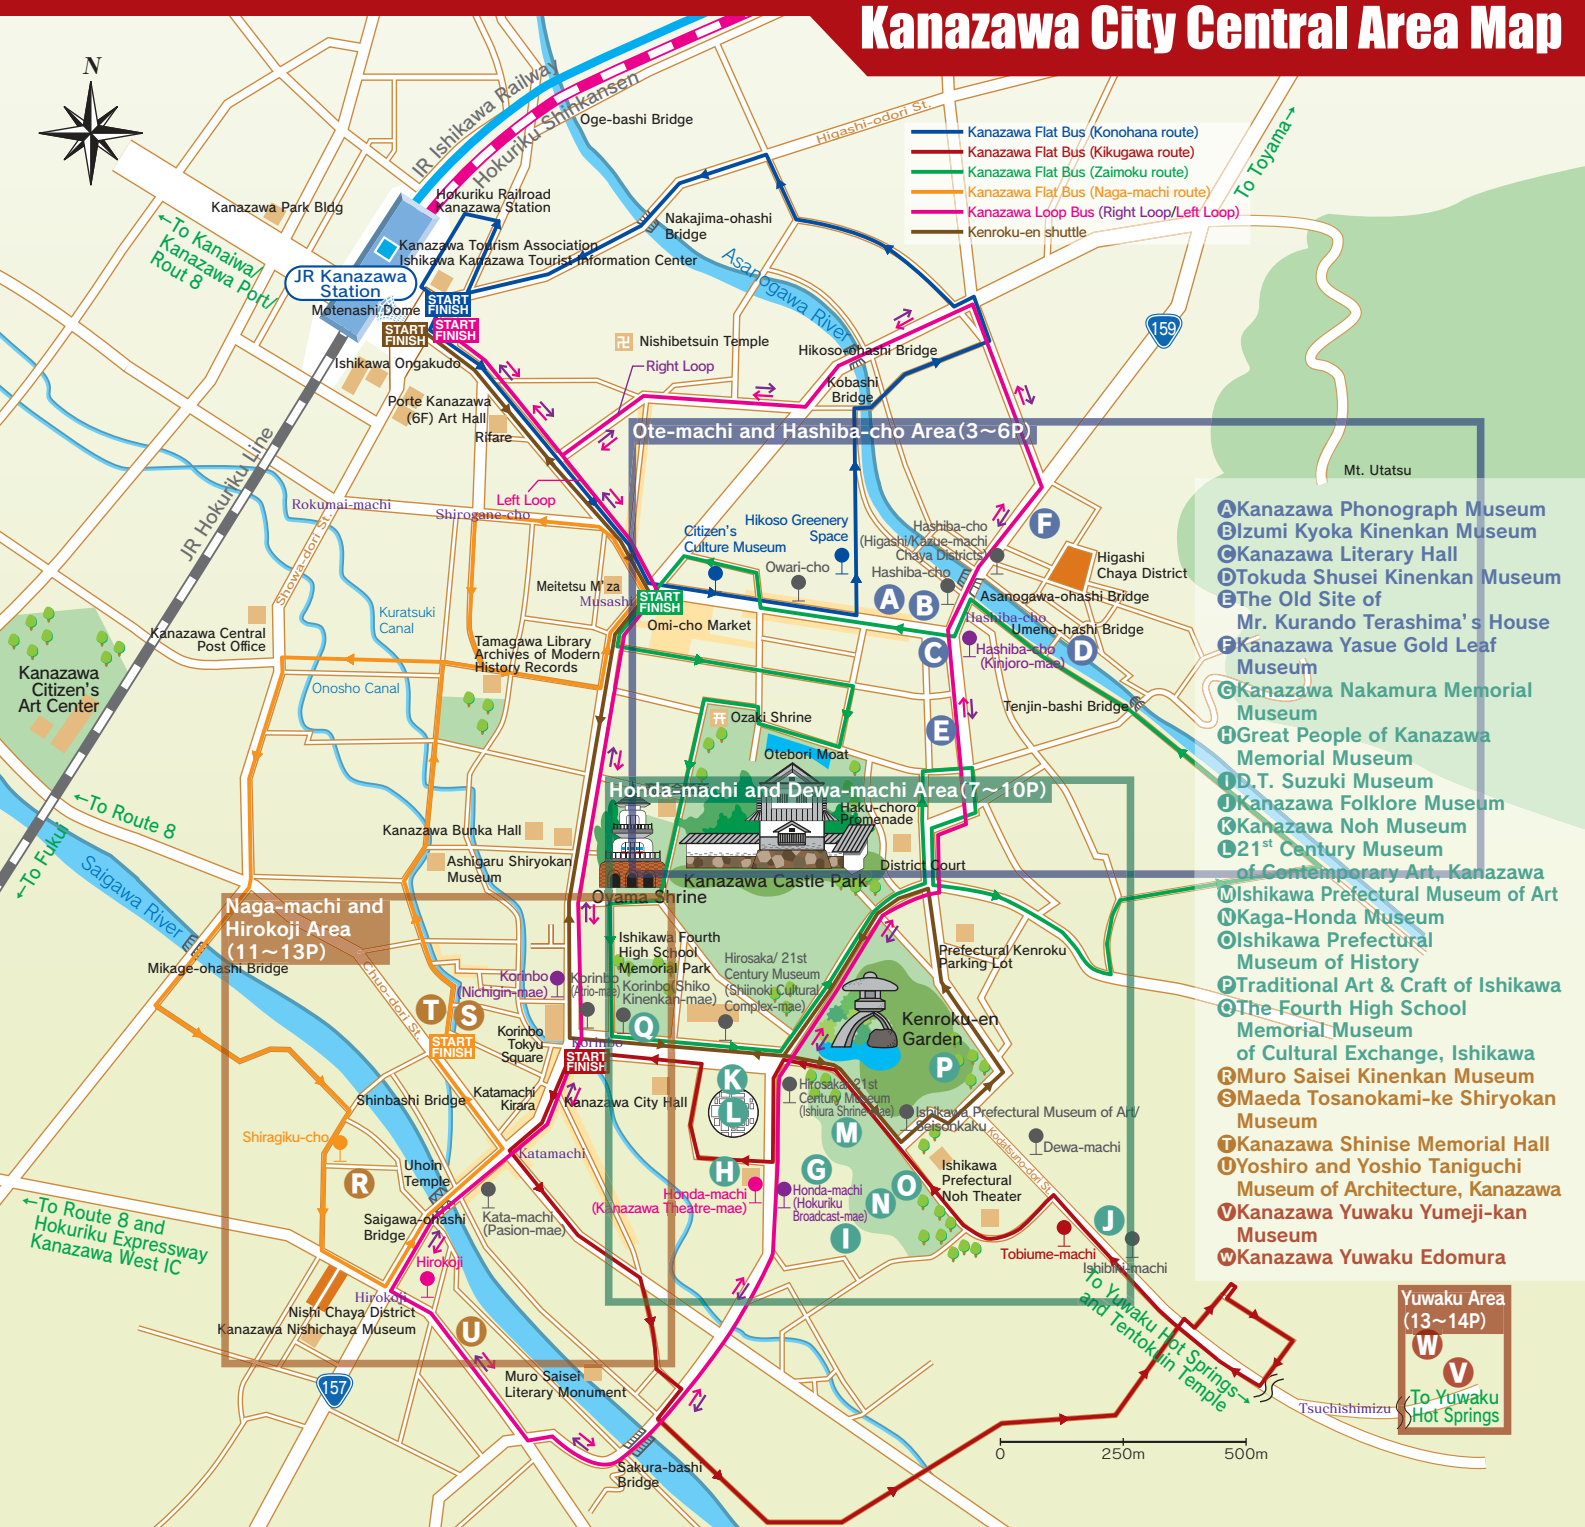 Kanazawa City Central Area Map
N
IR Ishikawa Railway
Hokuriku Shinkansen
Oge-bashi Bridge
Higashi-odori St.
Kanazawa Flat Bus (Konohana route)
Kanazawa Flat Bus (Kikugawa route)
Kanazawa Flat Bus (Zaimoku route)
Kanazawa Flat Bus (Naga-machi route)
Kanazawa Loop Bus (Right Loop/Left Loop)
Kenroku-en shuttle
To Toyama→
Kanazawa Park Bldg
Hokuriku Railroad
Kanazawa Station
←To Kanaiwa/
Kanazawa Port/
Rout 8
Kanazawa Tourism Association
Ishikawa Kanazawa Tourist Information Center
Nakajima-ohashi
Bridge
Asanogawa River
JR Kanazawa
Station
Motenashi Dome
START
FINISH
START
FINISH
START
FINISH
159
Ishikawa Ongakudo
Nishibetsuin Temple
Right Loop
Hikoso-ohashi Bridge
Kobashi
Bridge
Porte Kanazawa
(6F) Art Hall
Rifare
Ote-machi and Hashiba-cho Area(3~6P)
Mt. Utatsu
JR Hokuriku Line
Left Loop
Rokumai-machi
Shirogane-cho
Showa-dori St.
Citizen's
Culture Museum
Hikoso Greenery
Space
Owari-cho
Hashiba-cho
(Higashi/Kazue-machi
Chaya Districts)
Hashiba-cho
F
Higashi
Chaya District
Asanogawa-ohashi Bridge
Meitetsu M'za
Musashi
START
FINISH
Omi-cho Market
A
B
Hashiba-cho
Umeno-hashi Bridge
Hashiba-cho
(Kinjoro-mae)
C
D
Kuratsuki
Canal
Kanazawa Central
Post Office
Tamagawa Library
Archives of Modern
History Records
Onosho Canal
Kanazawa
Citizen's
Art Center
Tenjin-bashi Bridge
Ozaki Shrine
E
Otebori Moat
Honda-machi and Dewa-machi Area(7~10P)
Haku-choro
Promenade
←To Route 8
←To Fukui
Kanazawa Bunka Hall
Ashigaru Shiryokan
Museum
Saigawa River
District Court
Kanazawa Castle Park
Oyama Shrine
Naga-machi and
Hirokoji Area
(11~13P)
Mikage-ohashi Bridge
Chuo-dori St.
Ishikawa Fourth
High School
Memorial Park
Korinbo
(Nichigin-mae)
Korinbo
(Atrio-mae)
Korinbo(Shiko
Kinenkan-mae)
Hirosaka/ 21st
Century Museum
(Shiinoki Cultural
Complex-mae)
Prefectural Kenroku
Parking Lot
T
S
START
FINISH
Q
Korinbo
Tokyu
Square
Korinbo
START
FINISH
Kenroku-en
Garden
P
K
L
Hirosaka/ 21st
Century Museum
(Ishiura Shrine-mae)
Ishikawa Prefectural Museum of Art/
Seisonkaku
Shinbashi Bridge
Katamachi
Kirara
Kanazawa City Hall
Shiragiku-cho
Katamachi
M
Dewa-machi
Kodatsuno-dori St.
R
Uhoin
Temple
H
G
Ishikawa
Prefectural
Noh Theater
O
N
Honda-machi
(Kanazawa Theatre-mae)
Honda-machi
(Hokuriku
Broadcast-mae)
I
J
Tobiume-machi
Ishibiki-machi
Saigawa-ohashi
Bridge
Kata-machi
(Pasion-mae)
←To Route 8 and
Hokuriku Expressway
Kanazawa West IC
Hirokoji
Hirokoji
Nishi Chaya District
Kanazawa Nishichaya Museum
U
157
Muro Saisei
Literary Monument
Sakura-bashi
Bridge
To Yuwaku Hot Springs→
and Tentokuin Temple
Tsuchishimizu
0 250m 500m
A Kanazawa Phonograph Museum
B Izumi Kyoka Kinenkan Museum
C Kanazawa Literary Hall
D Tokuda Shusei Kinenkan Museum
E The Old Site of
Mr. Kurando Terashima's House
F Kanazawa Yasue Gold Leaf
Museum
G Kanazawa Nakamura Memorial
Museum
H Great People of Kanazawa
Memorial Museum
I D.T. Suzuki Museum
J Kanazawa Folklore Museum
K Kanazawa Noh Museum
L 21st Century Museum
of Contemporary Art, Kanazawa
M Ishikawa Prefectural Museum of Art
N Kaga-Honda Museum
O Ishikawa Prefectural
Museum of History
P Traditional Art & Craft of Ishikawa
Q The Fourth High School
Memorial Museum
of Cultural Exchange, Ishikawa
R Muro Saisei Kinenkan Museum
S Maeda Tosanokami-ke Shiryokan
Museum
T Kanazawa Shinise Memorial Hall
U Yoshiro and Yoshio Taniguchi
Museum of Architecture, Kanazawa
V Kanazawa Yuwaku Yumeji-kan
Museum
W Kanazawa Yuwaku Edomura
Yuwaku Area
(13~14P)
W
V
To Yuwaku
Hot Springs